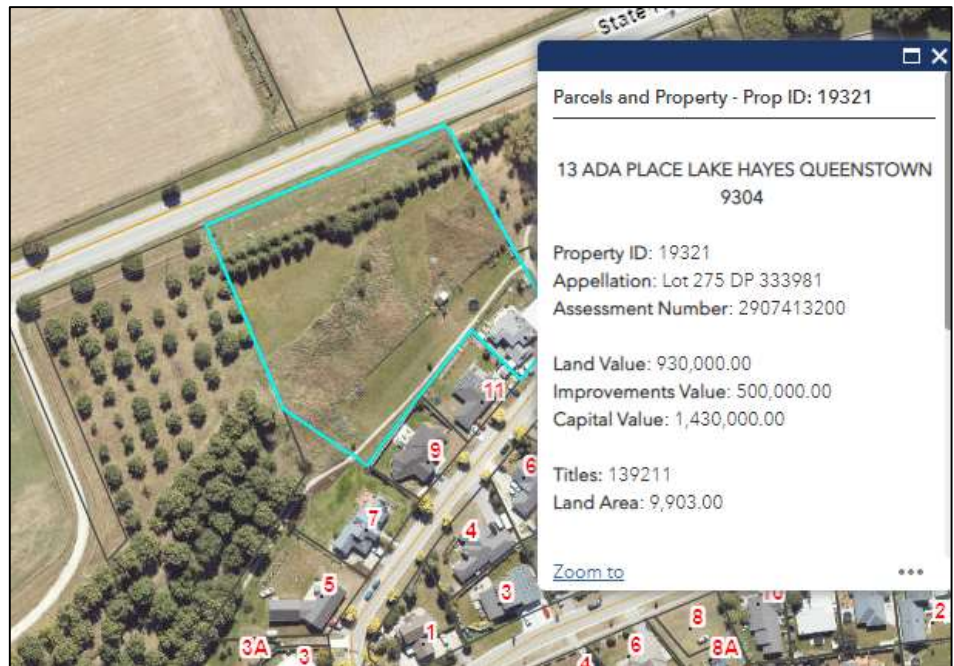 State
Parcels and Property - Prop ID: 19321
13 ADA PLACE LAKE HAYES QUEENSTOWN
9304
Property ID: 19321
Appellation: Lot 275 DP 333981
Assessment Number: 2907413200
Land Value: 930,000.00
Improvements Value: 500,000.00
Capital Value: 1,430,000.00
Titles: 139211
Land Area: 9,903.00
Zoom to
11
9
6
7
4
5
3
1
3A
3
4
6
8
8A
10
2